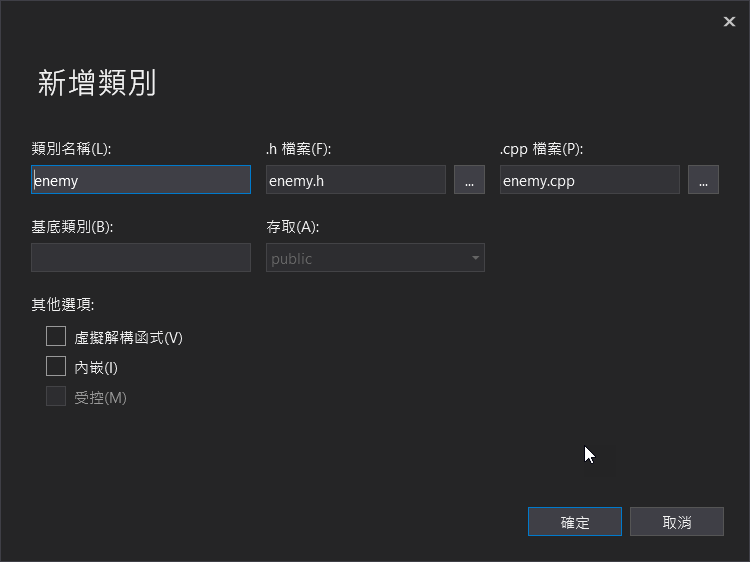 新增類別
類別名稱(L): .h 檔案(F): .cpp 檔案(P):
enemy enemy.h ... enemy.cpp ...
基底類別(B): 存取(A):
public
其他選項:
虛擬解構函式(V)
內嵌(I)
受控(M)
確定 取消